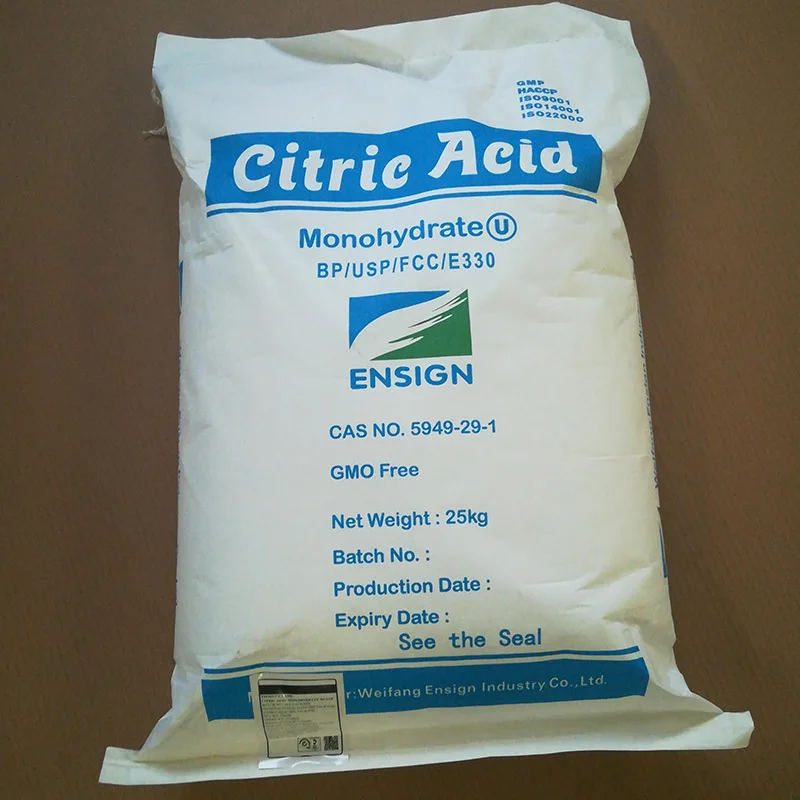 GMP
HACCP
ISO9001
ISO14001
ISO22000
Citric Acid
Monohydrate Ⓤ
BP/USP/FCC/E330
ENSIGN
CAS NO. 5949-29-1
GMO Free
Net Weight : 25kg
Batch No. :
Production Date :
Expiry Date :
See the Seal
r:Weifang Ensign Industry Co.,Ltd.